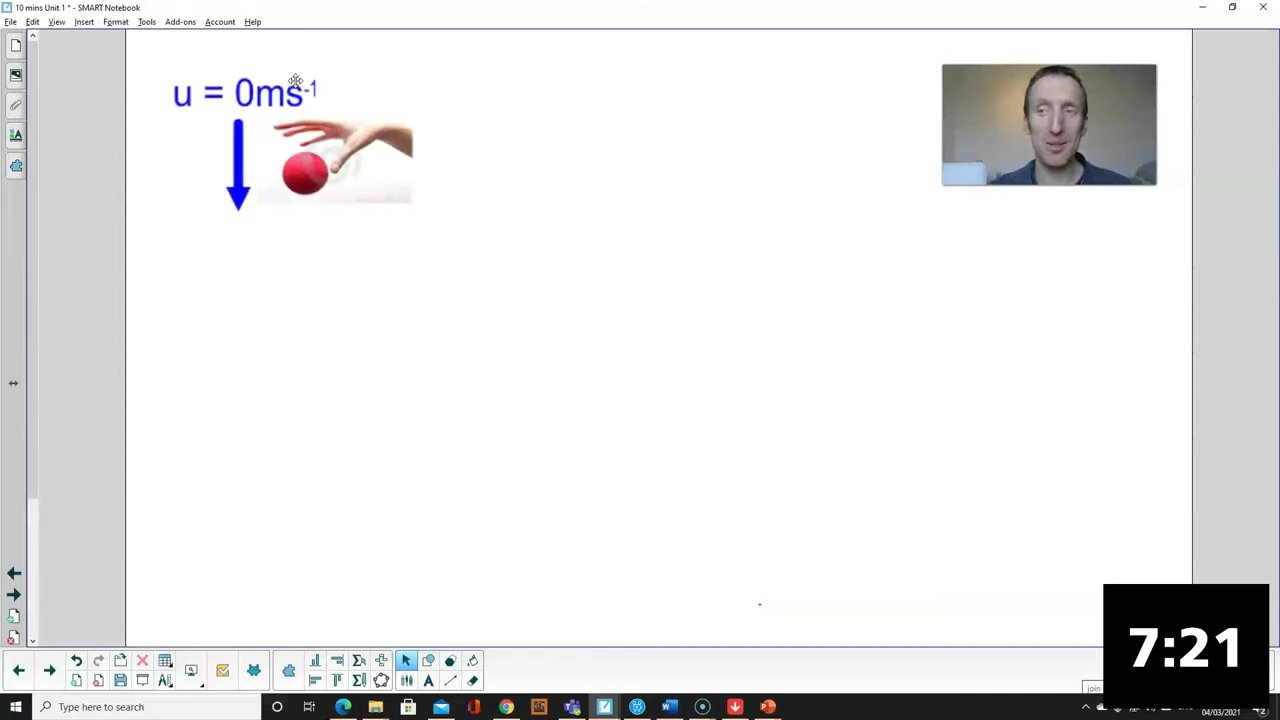 10 mins Unit 1 * - SMART Notebook
File Edit View Insert Format Tools Add-ons Account Help
u = 0ms-1
7:21
join
Type here to search
04/03/2021